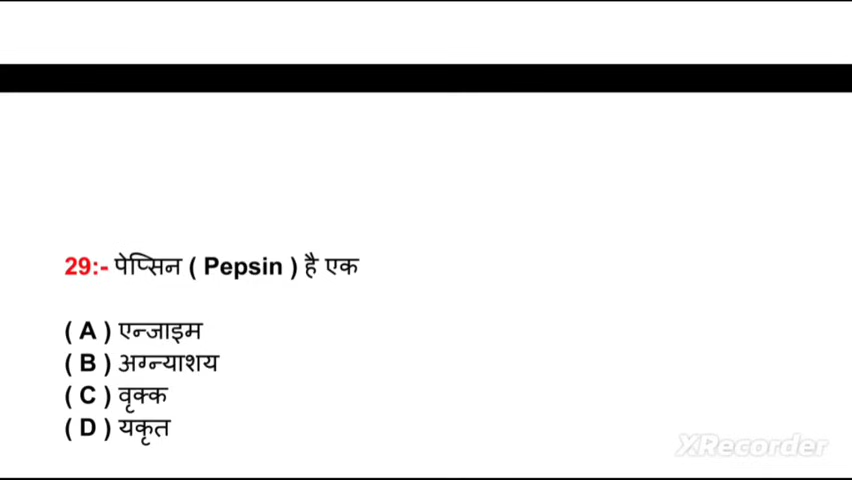 29:- पेप्सिन ( Pepsin ) है एक
( A ) एन्जाइम
( B ) अग्न्याशय
( C ) वृक्क
( D ) यकृत
XRecorder